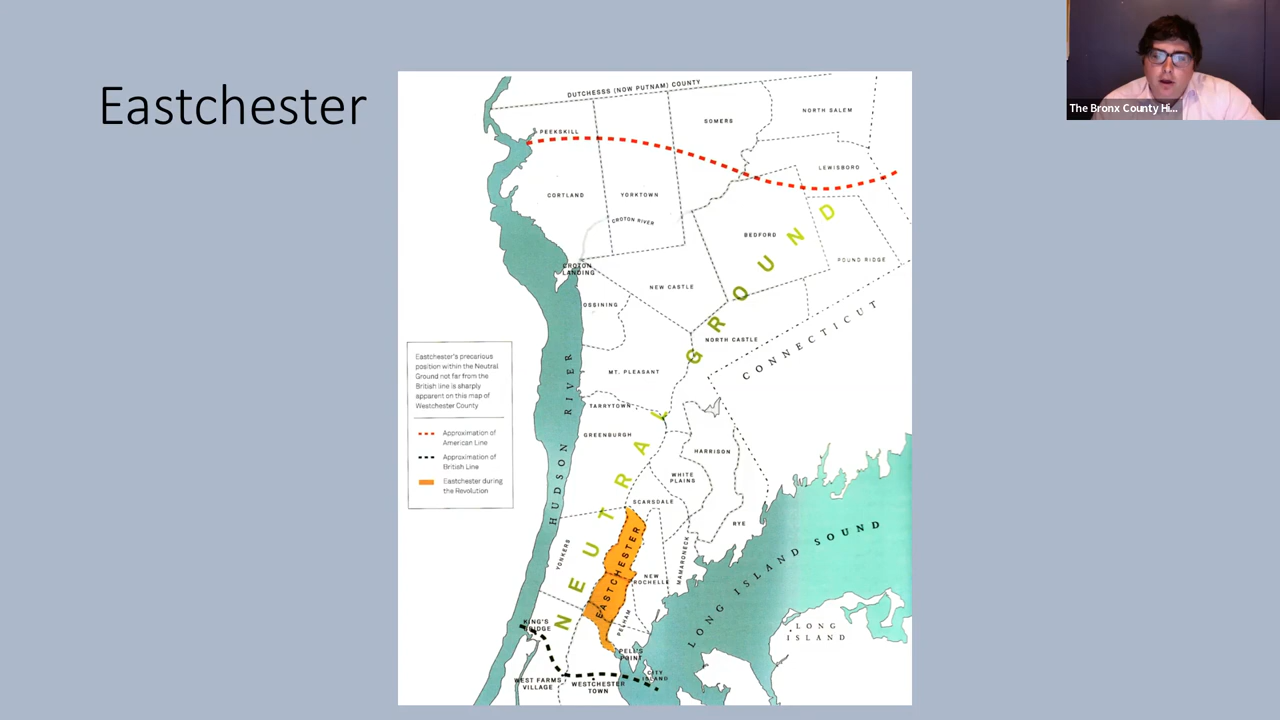 Eastchester
The Bronx County Hi...
DUTCHESSS (NOW PUTNAM) COUNTY
NORTH SALEM
SOMERS
PEEKSKILL
LEWISBORO
CORTLAND
YORKTOWN
CROTON RIVER
BEDFORD
POUND RIDGE
CROTON
LANDING
NEW CASTLE
OSSINING
NORTH CASTLE
CONNECTICUT
MT. PLEASANT
TARRYTOWN
GREENBURGH
HARRISON
WHITE
PLAINS
SCARSDALE
RYE
NEUTRAL GROUND
HUDSON RIVER
YONKERS
EASTCHESTER
NEW
ROCHELLE
MAMARONECK
PELHAM
LONG ISLAND SOUND
LONG
ISLAND
KING'S
BRIDGE
PELL'S
POINT
CITY
ISLAND
WEST FARMS
VILLAGE
WESTCHESTER
TOWN
Eastchester's precarious
position within the Neutral
Ground not far from the
British line is sharply
apparent on this map of
Westchester County
Approximation of
American Line
Approximation of
British Line
Eastchester during
the Revolution